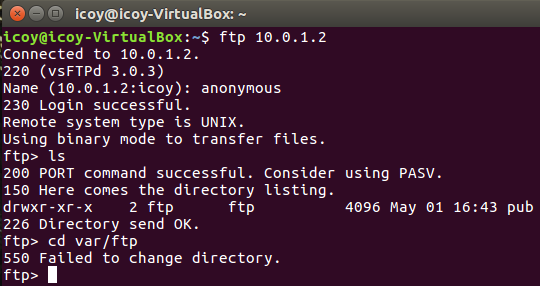 icoy@icoy-VirtualBox: ~
icoy@icoy-VirtualBox:~$ ftp 10.0.1.2
Connected to 10.0.1.2.
220 (vsFTPd 3.0.3)
Name (10.0.1.2:icoy): anonymous
230 Login successful.
Remote system type is UNIX.
Using binary mode to transfer files.
ftp> ls
200 PORT command successful. Consider using PASV.
150 Here comes the directory listing.
drwxr-xr-x    2 ftp      ftp          4096 May 01 16:43 pub
226 Directory send OK.
ftp> cd var/ftp
550 Failed to change directory.
ftp>